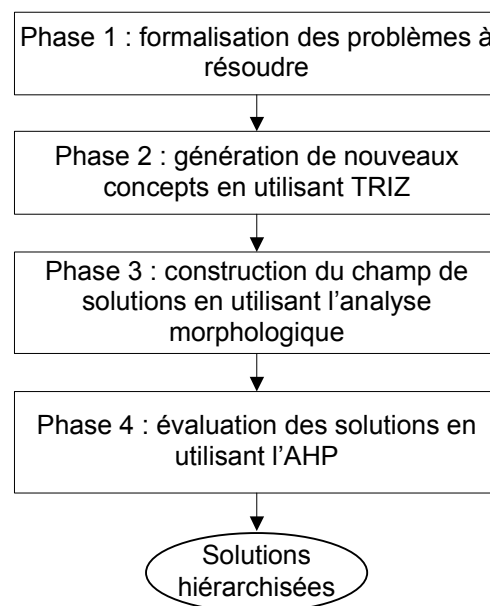 Phase 1 : formalisation des problèmes à
résoudre
Phase 2 : génération de nouveaux
concepts en utilisant TRIZ
Phase 3 : construction du champ de
solutions en utilisant l’analyse
morphologique
Phase 4 : évaluation des solutions en
utilisant l’AHP
Solutions
hiérarchisées